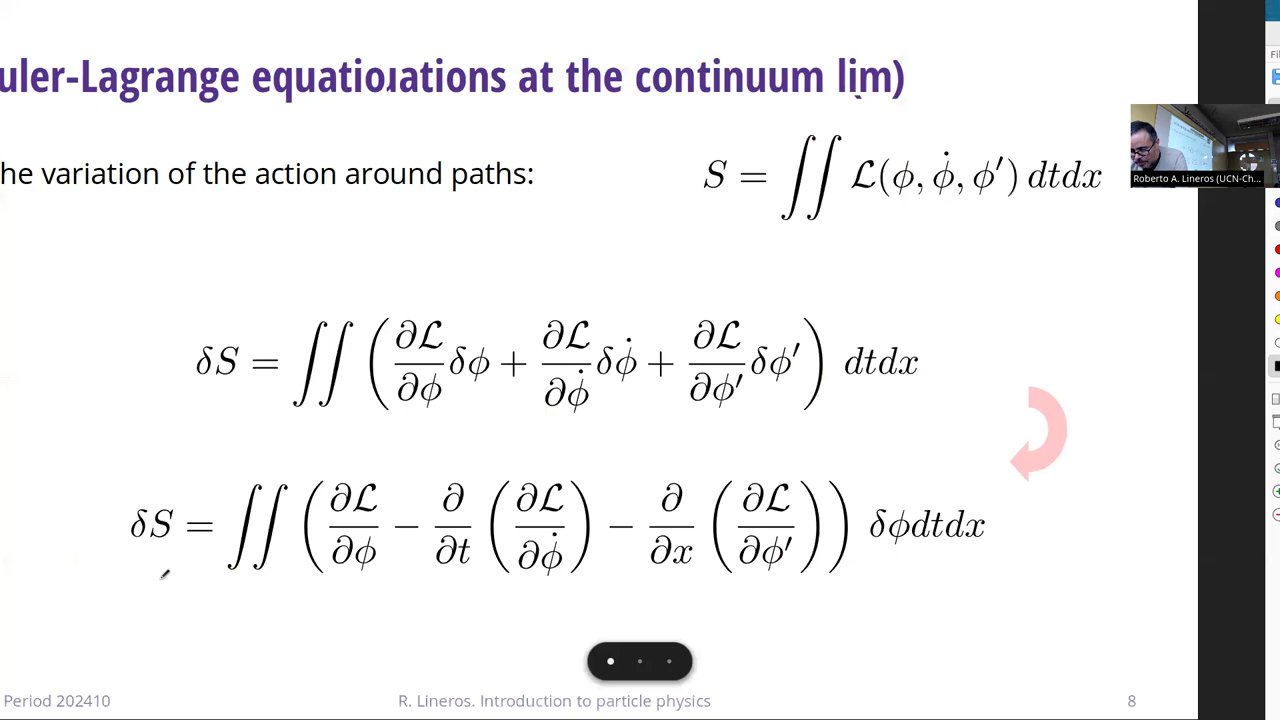 uler-Lagrange equatiouations at the continuum lim)
he variation of the action around paths:
S = ∬ ℒ(ϕ, ϕ̇, ϕ′) dtdx
Roberto A. Lineros (UCN-Ch...
δS = ∬ (∂ℒ/∂ϕ δϕ + ∂ℒ/∂ϕ̇ δϕ̇ + ∂ℒ/∂ϕ′ δϕ′) dtdx
δS = ∬ (∂ℒ/∂ϕ − ∂/∂t (∂ℒ/∂ϕ̇) − ∂/∂x (∂ℒ/∂ϕ′)) δϕdtdx
Period 202410
R. Lineros. Introduction to particle physics
8